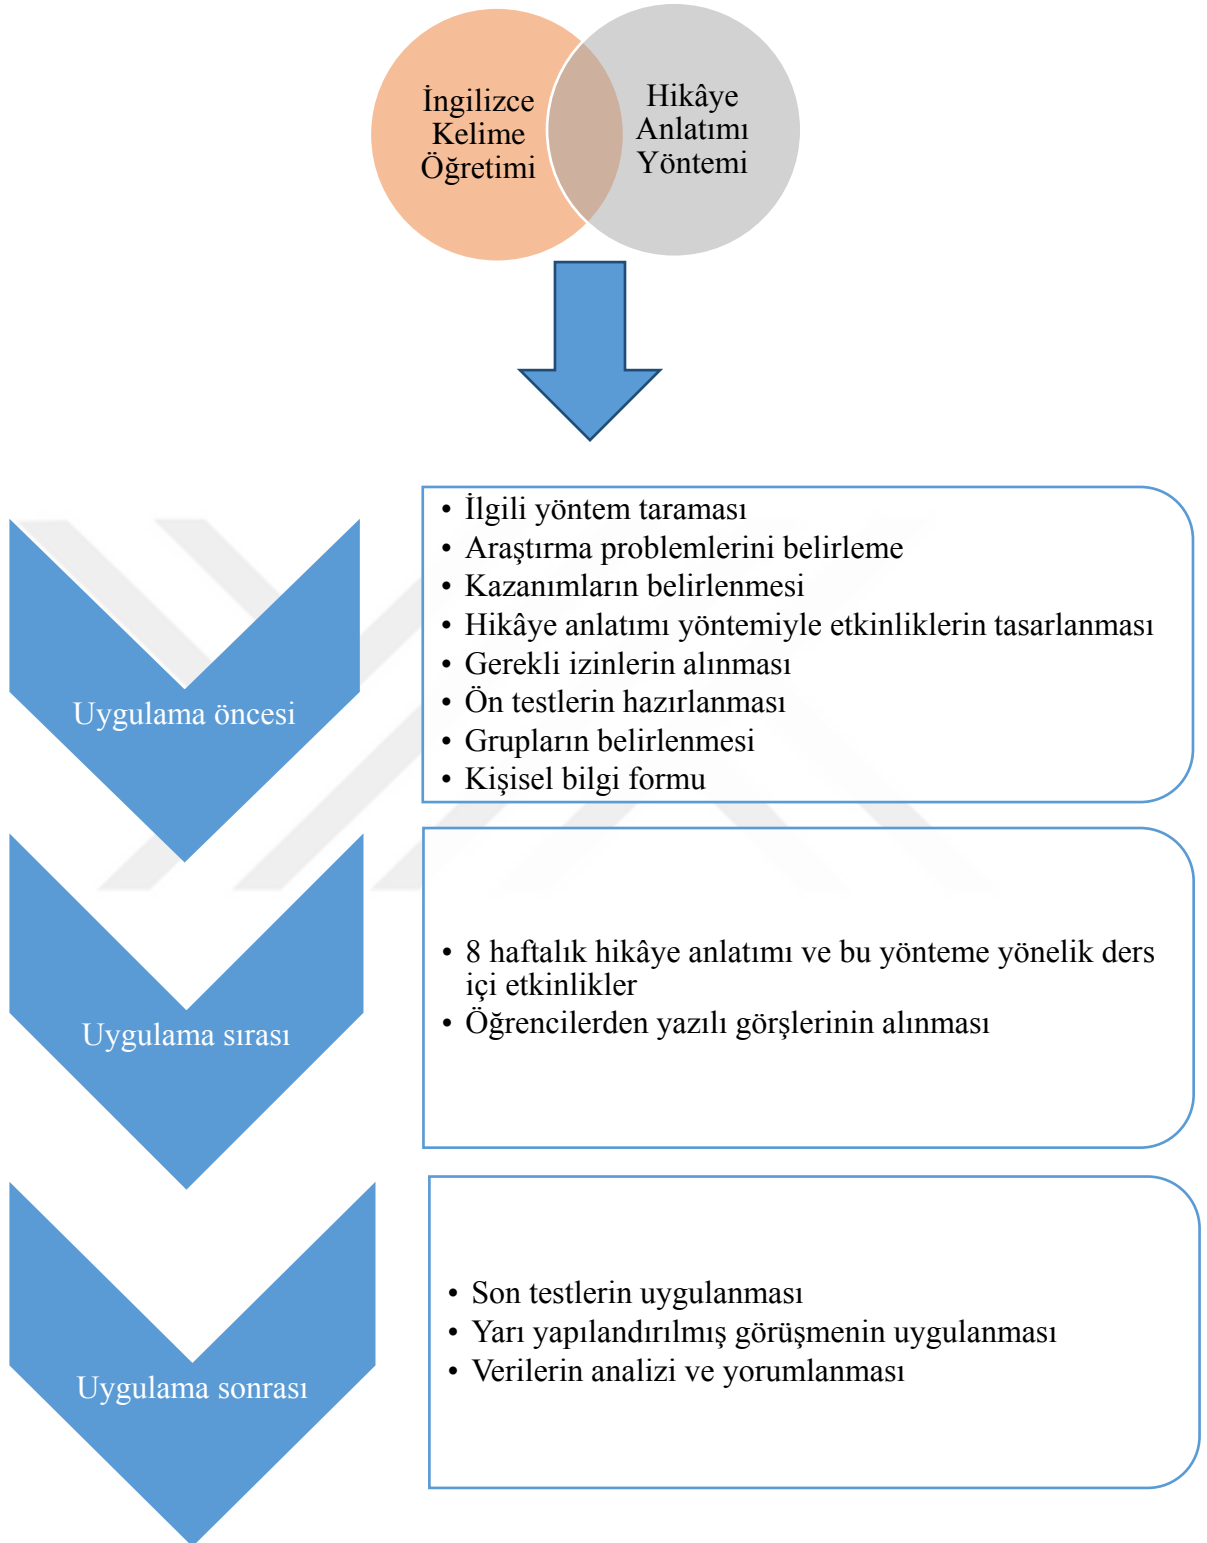 İngilizce
Kelime
Öğretimi
Hikâye
Anlatımı
Yöntemi
Uygulama öncesi
• İlgili yöntem taraması
• Araştırma problemlerini belirleme
• Kazanımların belirlenmesi
• Hikâye anlatımı yöntemiyle etkinliklerin tasarlanması
• Gerekli izinlerin alınması
• Ön testlerin hazırlanması
• Grupların belirlenmesi
• Kişisel bilgi formu
Uygulama sırası
• 8 haftalık hikâye anlatımı ve bu yönteme yönelik ders
içi etkinlikler
• Öğrencilerden yazılı görşlerinin alınması
Uygulama sonrası
• Son testlerin uygulanması
• Yarı yapılandırılmış görüşmenin uygulanması
• Verilerin analizi ve yorumlanması